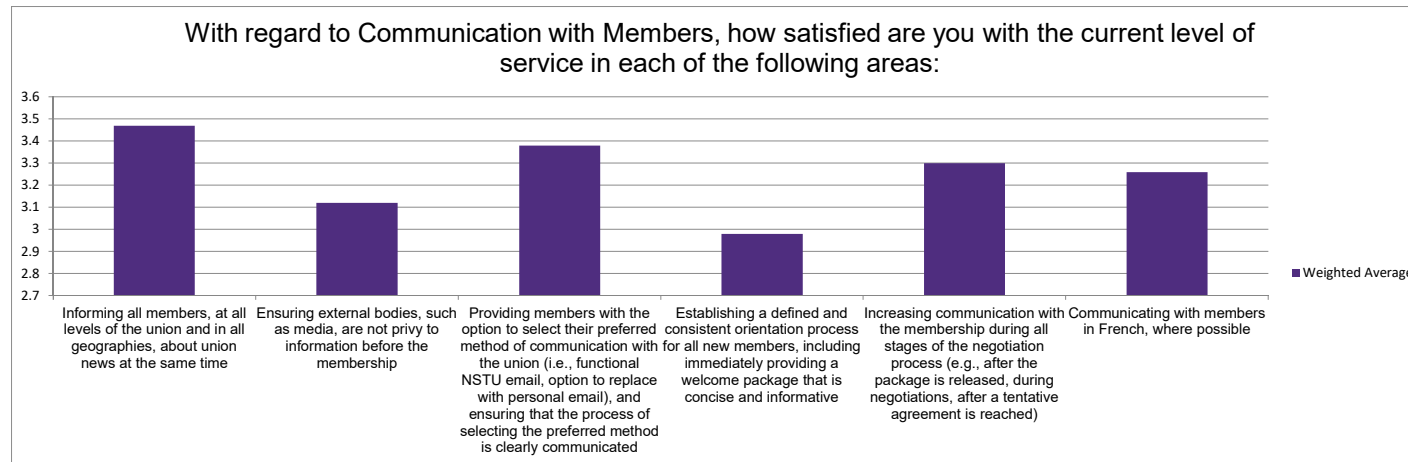 With regard to Communication with Members, how satisfied are you with the current level of
service in each of the following areas:
3.6
3.5
3.4
3.3
3.2
3.1
3
2.9
2.8
2.7
Informing all members, at all
levels of the union and in all
geographies, about union
news at the same time
Ensuring external bodies, such
as media, are not privy to
information before the
membership
Providing members with the
option to select their preferred
method of communication with
the union (i.e., functional
NSTU email, option to replace
with personal email), and
ensuring that the process of
selecting the preferred method
is clearly communicated
Establishing a defined and
consistent orientation process
for all new members, including
immediately providing a
welcome package that is
concise and informative
Increasing communication with
the membership during all
stages of the negotiation
process (e.g., after the
package is released, during
negotiations, after a tentative
agreement is reached)
Communicating with members
in French, where possible
Weighted Average